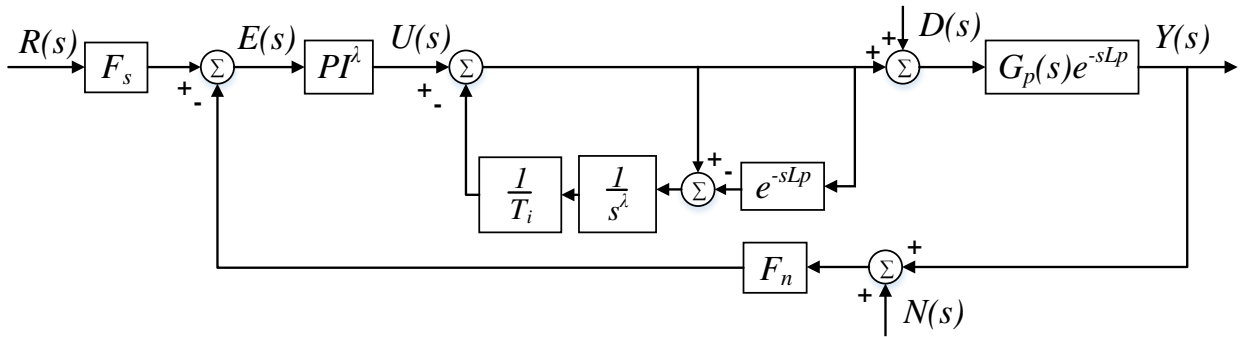 R(s)
F_s
Σ
+
-
E(s)
PI^λ
U(s)
Σ
+
-
+
+
Σ
D(s)
G_p(s)e^{-sLp}
Y(s)
1/T_i
1/s^λ
+
-
Σ
e^{-sLp}
F_n
Σ
+
+
N(s)